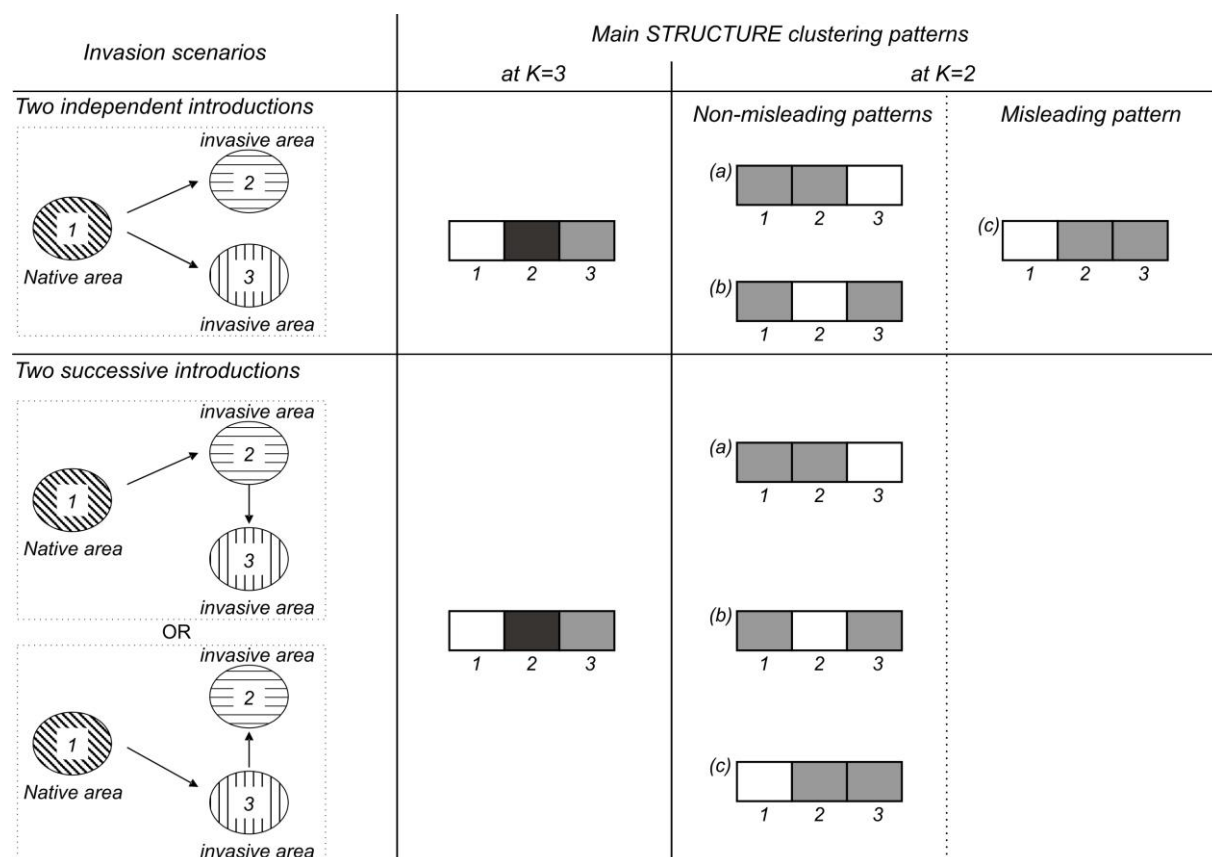 Invasion scenarios
Main STRUCTURE clustering patterns
at K=3
at K=2
Two independent introductions
Non-misleading patterns
Misleading pattern
invasive area
2
1
Native area
3
invasive area
1 2 3
(a)
1 2 3
(b)
1 2 3
(c)
1 2 3
Two successive introductions
invasive area
2
1
Native area
3
invasive area
OR
invasive area
2
1
Native area
3
invasive area
1 2 3
(a)
1 2 3
(b)
1 2 3
(c)
1 2 3